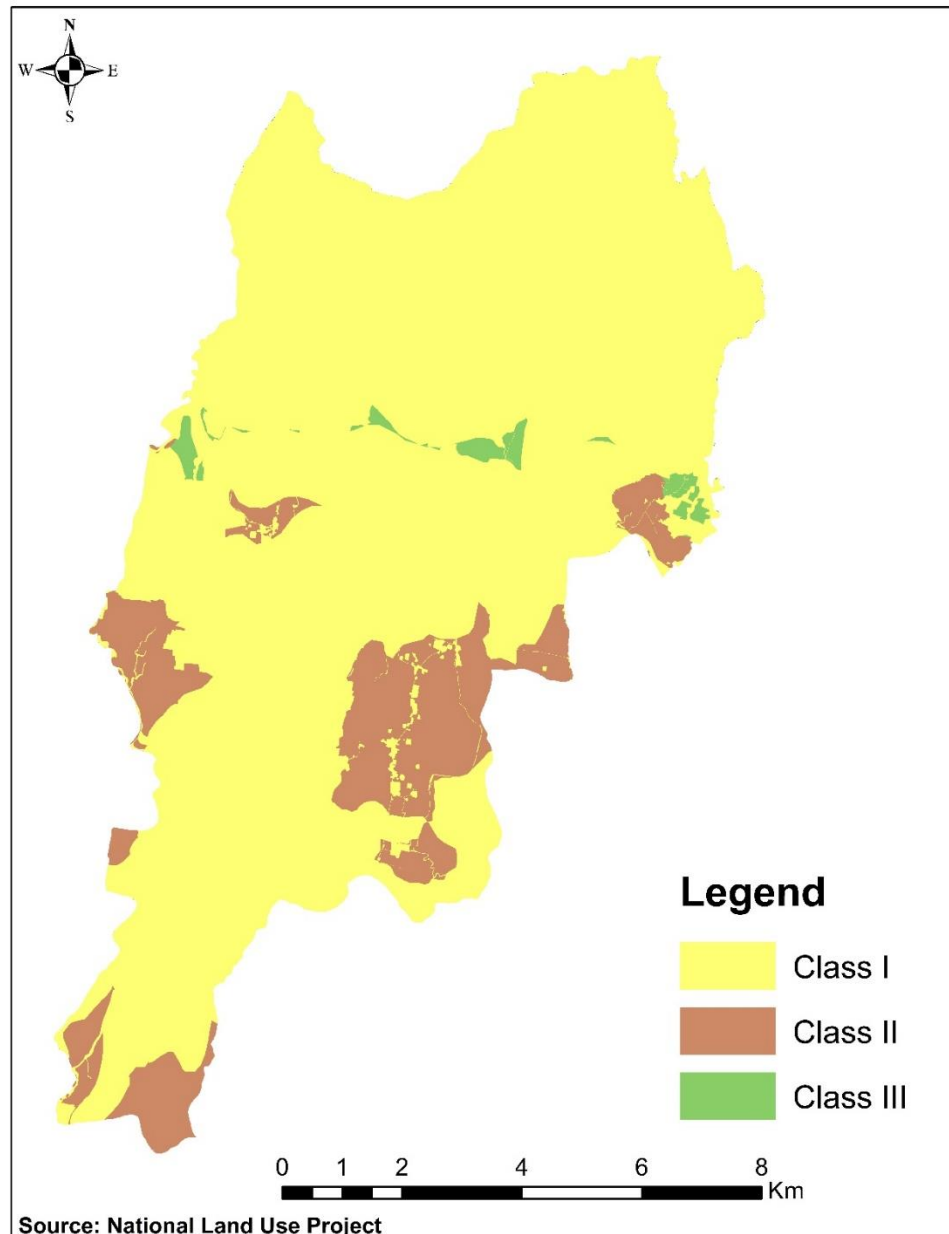 N
W E
S
Legend
Class I
Class II
Class III
0 1 2 4 6 8
Km
Source: National Land Use Project